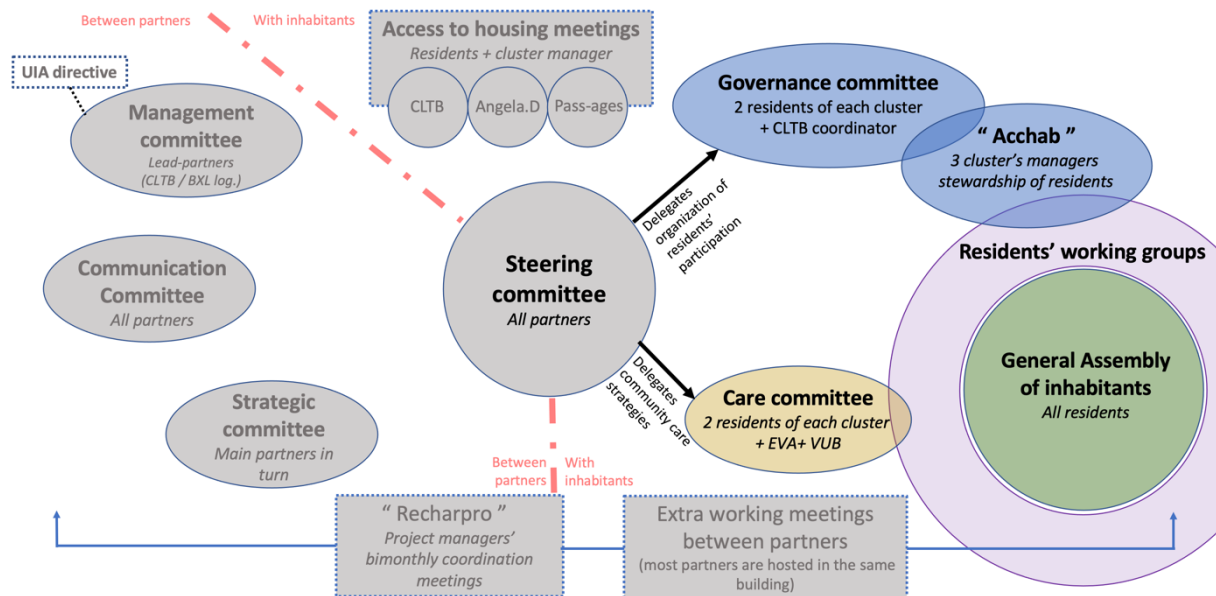 Between partners
With inhabitants
Access to housing meetings
Residents + cluster manager
CLTB
Angela.D
Pass-ages
UIA directive
Management
committee
Lead-partners
(CLTB / BXL log.)
Governance committee
2 residents of each cluster
+ CLTB coordinator
“ Acchab ”
3 cluster’s managers
stewardship of residents
Delegates
organization of
residents’
participation
Communication
Committee
All partners
Steering
committee
All partners
Residents’ working groups
General Assembly
of inhabitants
All residents
Delegates
community care
strategies
Strategic
committee
Main partners in
turn
Care committee
2 residents of each cluster
+ EVA+ VUB
Between
partners
With
inhabitants
“ Recharpro ”
Project managers’
bimonthly coordination
meetings
Extra working meetings
between partners
(most partners are hosted in the same
building)